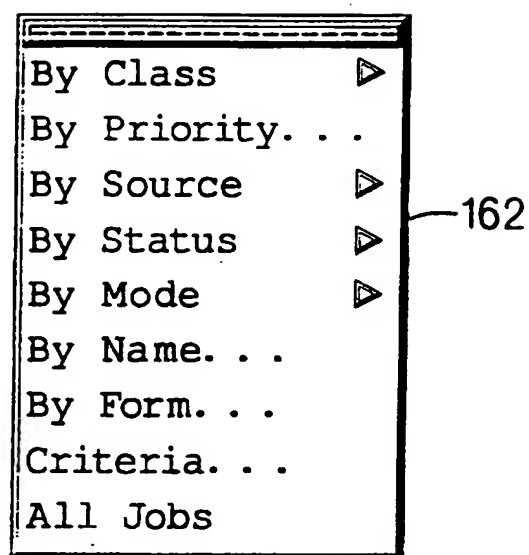 By Class
By Priority. . .
By Source
162
By Status
By Mode
By Name. . .
By Form. . .
Criteria. . .
All Jobs